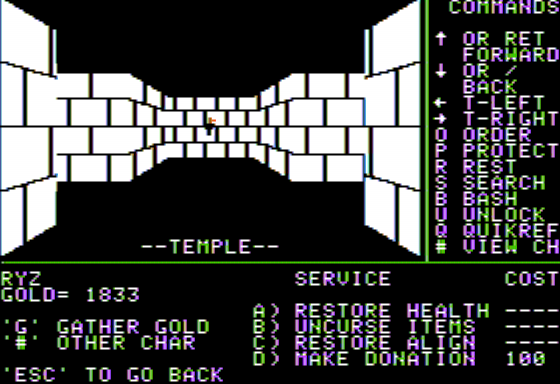 COMMANDS
↑ OR RET
FORWARD
↓ OR /
BACK
← T-LEFT
→ T-RIGHT
O ORDER
P PROTECT
R REST
S SEARCH
B BASH
U UNLOCK
Q QUIKREF
# VIEW CH
--TEMPLE--
RYZ
GOLD= 1833
'G' GATHER GOLD
'#' OTHER CHAR
'ESC' TO GO BACK
SERVICE COST
A) RESTORE HEALTH ----
B) UNCURSE ITEMS ----
C) RESTORE ALIGN ----
D) MAKE DONATION 100